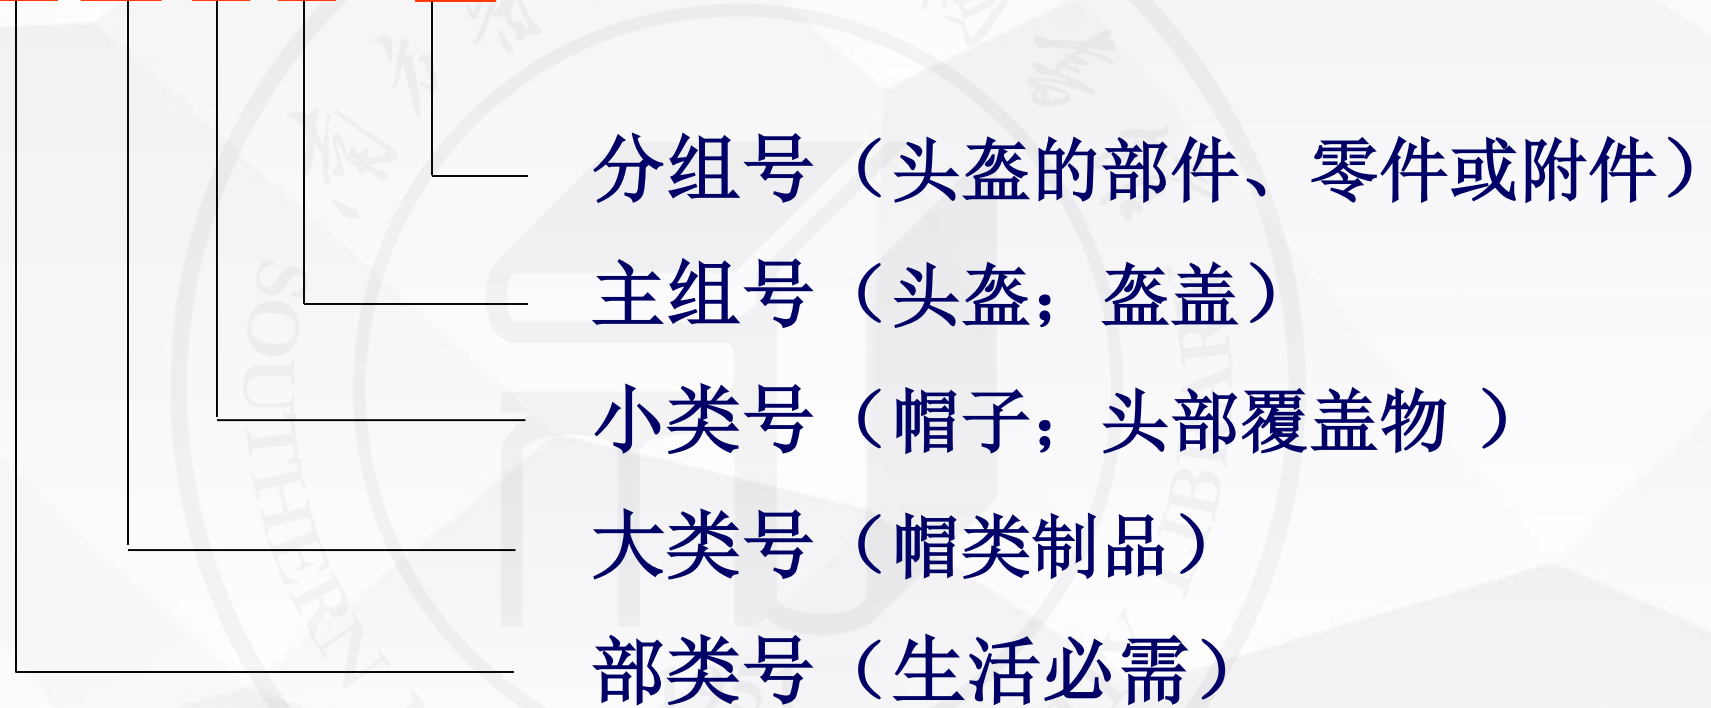 分组号（头盔的部件、零件或附件）
主组号（头盔；盔盖）
小类号（帽子；头部覆盖物 ）
大类号（帽类制品）
部类号（生活必需）